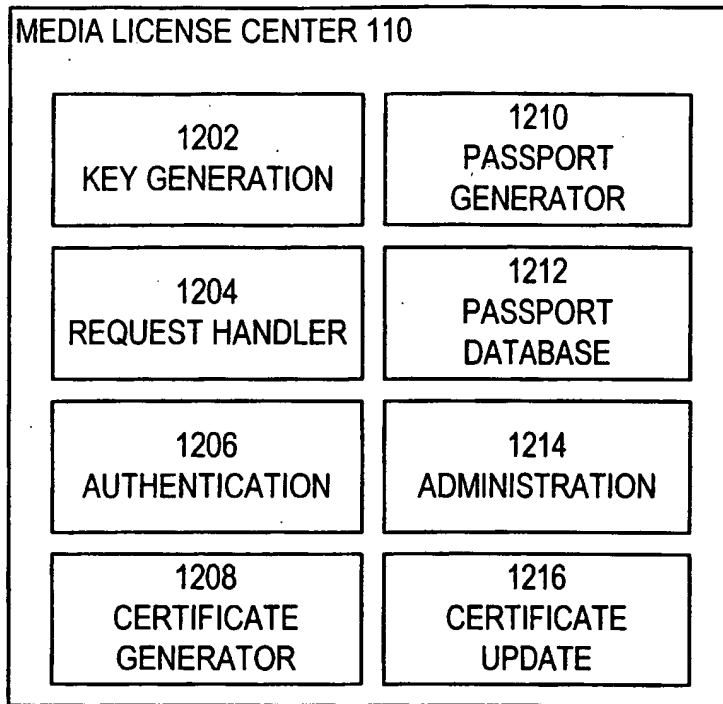 MEDIA LICENSE CENTER 110
1202
KEY GENERATION
1210
PASSPORT
GENERATOR
1204
REQUEST HANDLER
1212
PASSPORT
DATABASE
1206
AUTHENTICATION
1214
ADMINISTRATION
1208
CERTIFICATE
GENERATOR
1216
CERTIFICATE
UPDATE